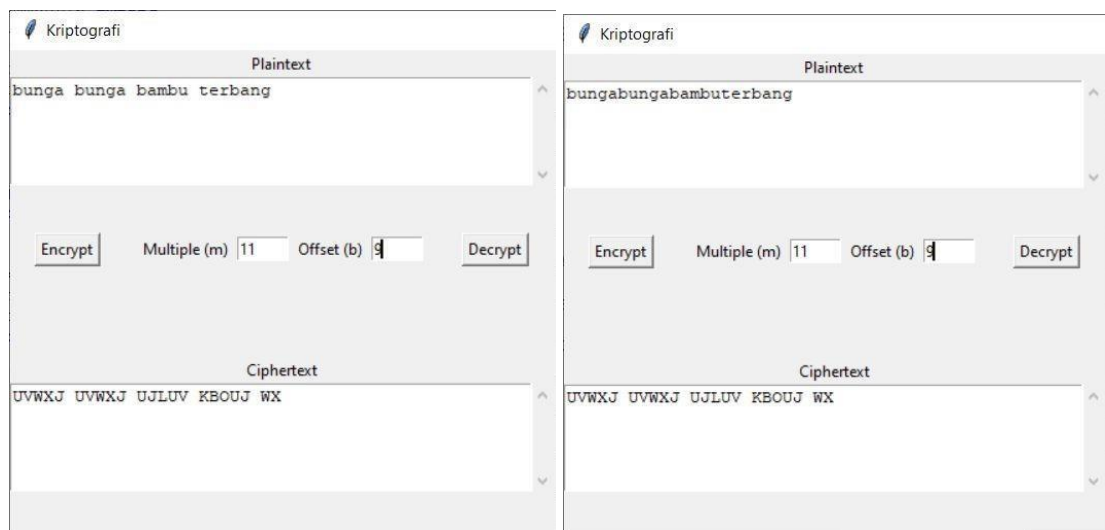 Kriptografi
Plaintext
bunga bunga bambu terbang
Encrypt Multiple (m) 11 Offset (b) 9 Decrypt
Ciphertext
UVWXJ UVWXJ UJLUV KBOUJ WX
Kriptografi
Plaintext
bungabungabambuterbang
Encrypt Multiple (m) 11 Offset (b) 9 Decrypt
Ciphertext
UVWXJ UVWXJ UJLUV KBOUJ WX